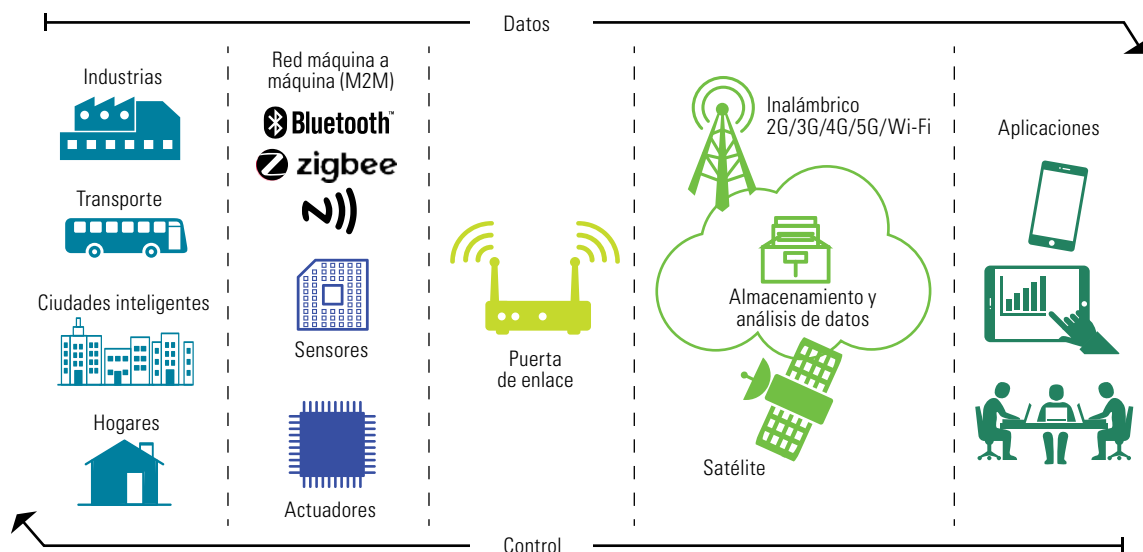 Datos
Industrias
Transporte
Ciudades inteligentes
Hogares
Red máquina a
máquina (M2M)
Bluetooth™
zigbee
Sensores
Actuadores
Puerta
de enlace
Inalámbrico
2G/3G/4G/5G/Wi-Fi
Almacenamiento y
análisis de datos
Satélite
Aplicaciones
Control